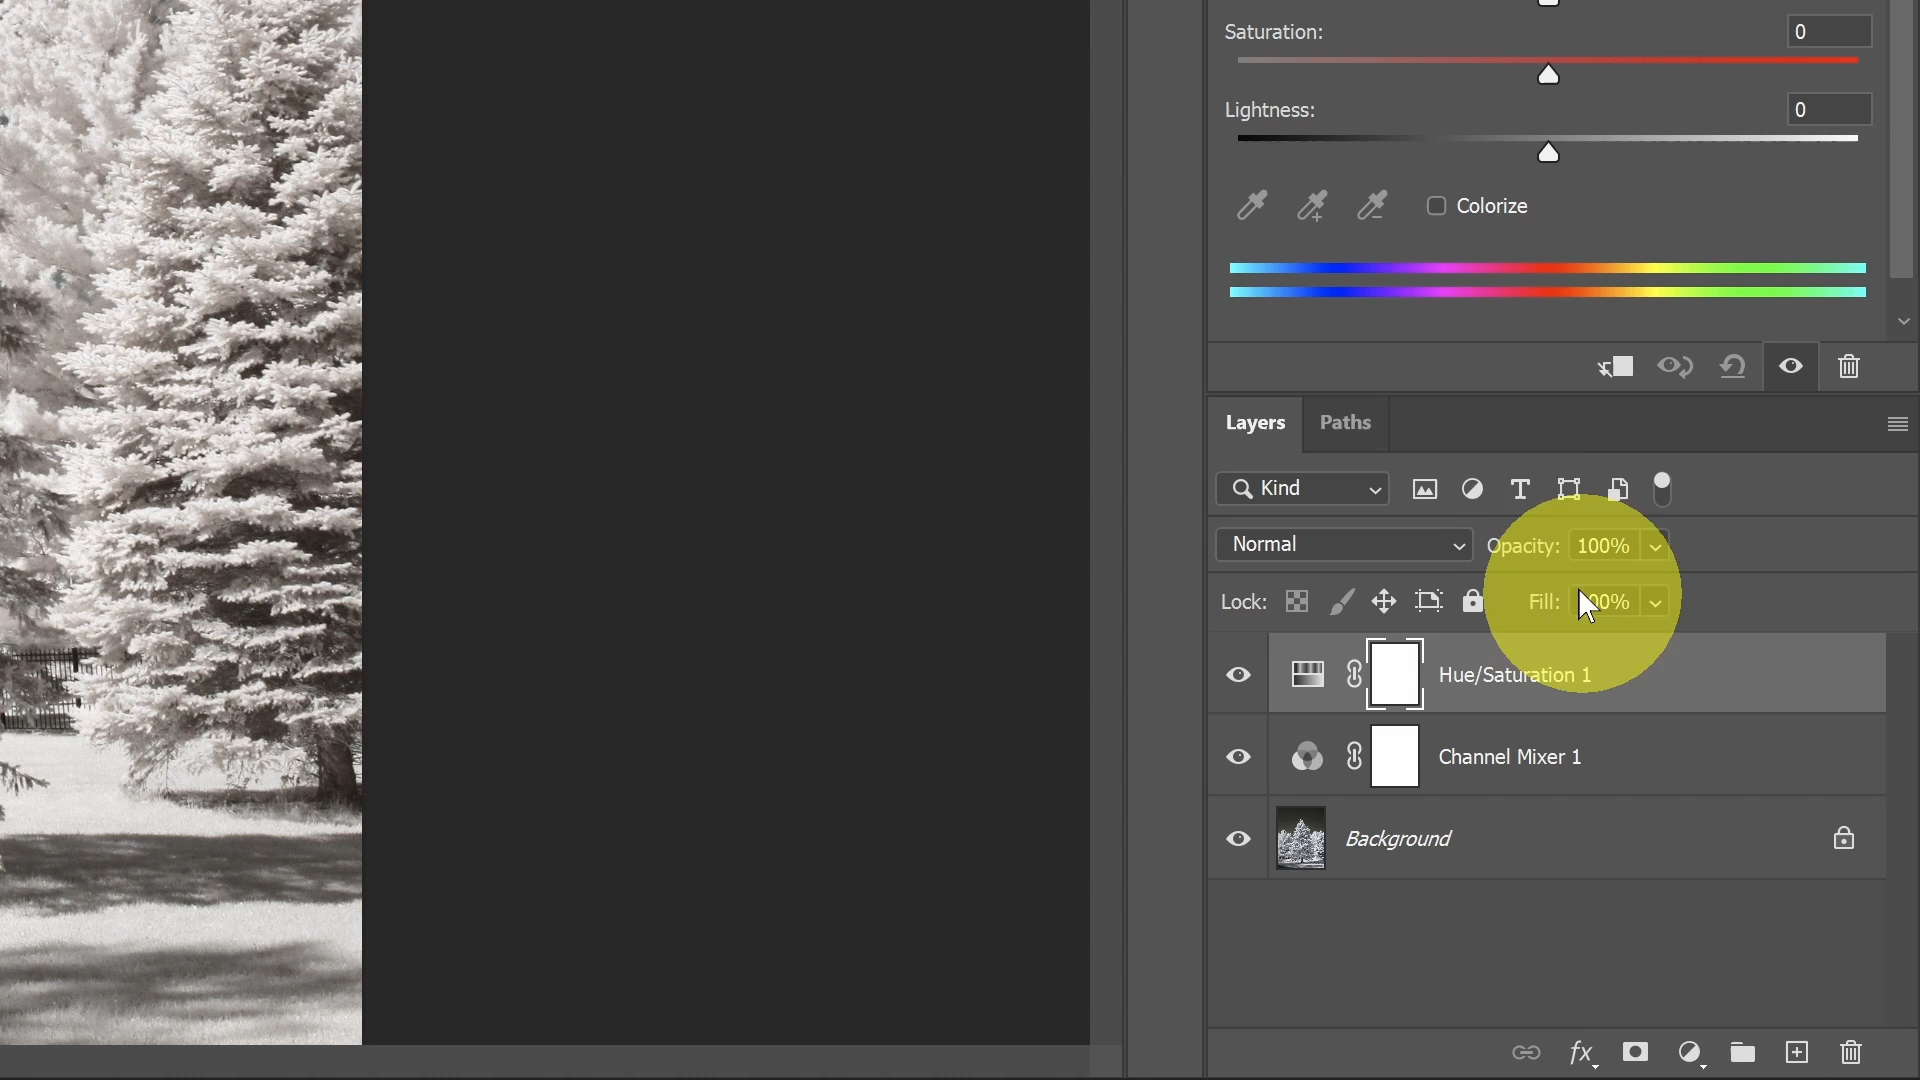 Saturation: 0
Lightness: 0
Colorize
Layers Paths
Kind
Normal Opacity: 100%
Lock: Fill: 00%
Hue/Saturation 1
Channel Mixer 1
Background
fx